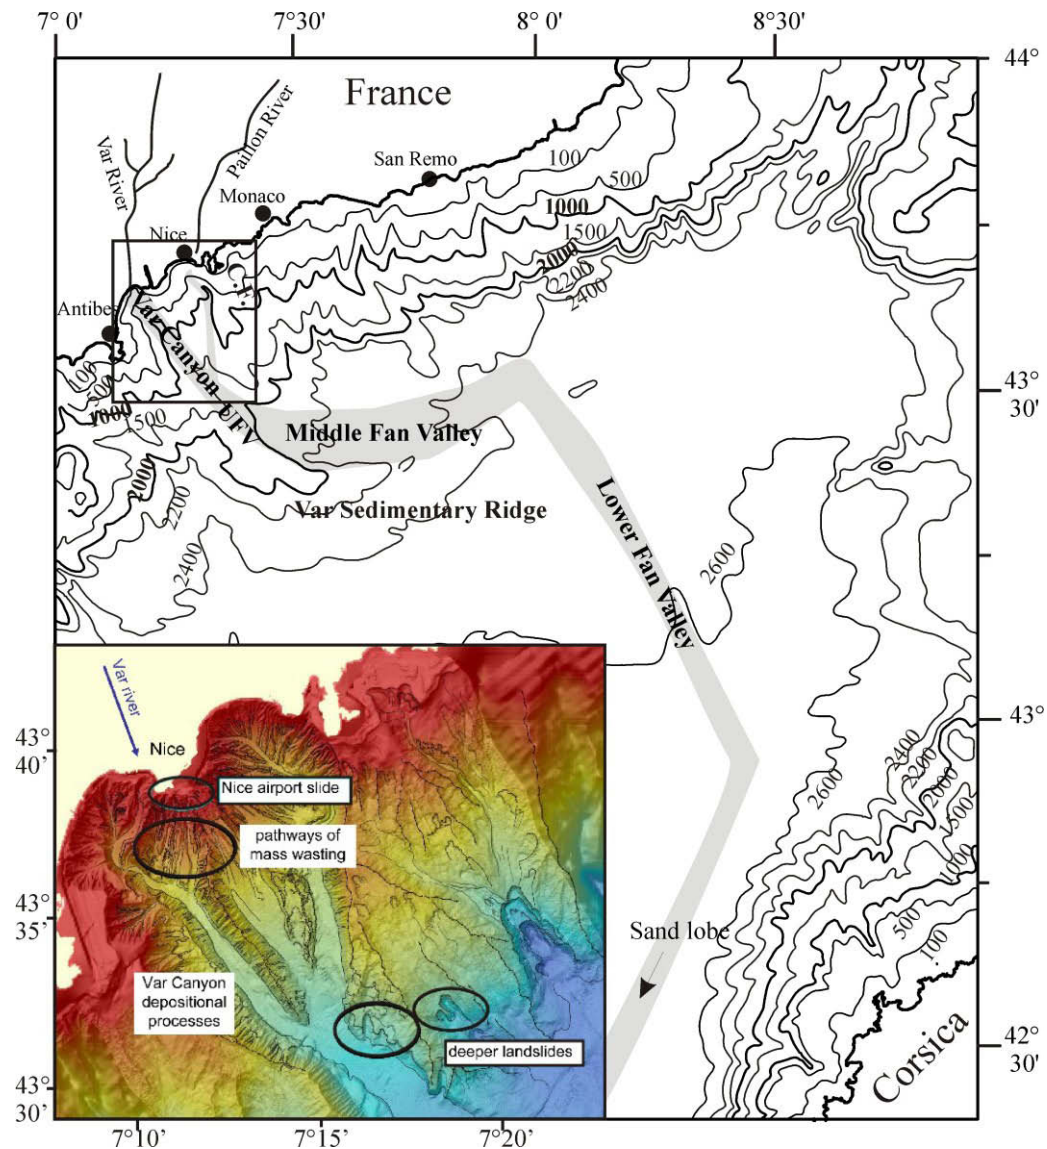 7° 0'
7°30'
8° 0'
8°30'
44°
France
Var River
Paillon River
San Remo
100
500
Monaco
1000
1500
Nice
2000
2200
2400
C.F.
Antibes
Var Canyon UFV
100
500
1000
1500
43°
30'
Middle Fan Valley
2000
2200
2400
Var Sedimentary Ridge
Lower Fan Valley
2600
Var river
43°
40'
Nice
Nice airport slide
pathways of
mass wasting
43°
35'
Var Canyon
depositional
processes
deeper landslides
43°
30'
7°10'
7°15'
7°20'
43°
2400
2200
2000
1500
1000
500
100
2600
Sand lobe
Corsica
42°
30'